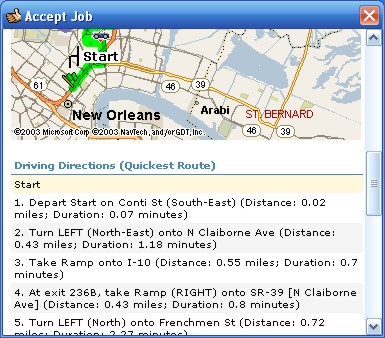 Accept Job
Start
61
90
46
39
New Orleans
Arabi
46
39
ST. BERNARD
©2003 Microsoft Corp ©2003 NavTech, and/or GDT, Inc.
Driving Directions (Quickest Route)
Start
1. Depart Start on Conti St (South-East) (Distance: 0.02
miles; Duration: 0.07 minutes)
2. Turn LEFT (North-East) onto N Claiborne Ave (Distance:
0.43 miles; Duration: 1.18 minutes)
3. Take Ramp onto I-10 (Distance: 0.55 miles; Duration: 0.7
minutes)
4. At exit 236B, take Ramp (RIGHT) onto SR-39 [N Claiborne
Ave] (Distance: 0.43 miles; Duration: 0.8 minutes)
5. Turn LEFT (North) onto Frenchmen St (Distance: 0.72
miles; Duration: 2.27 minutes)